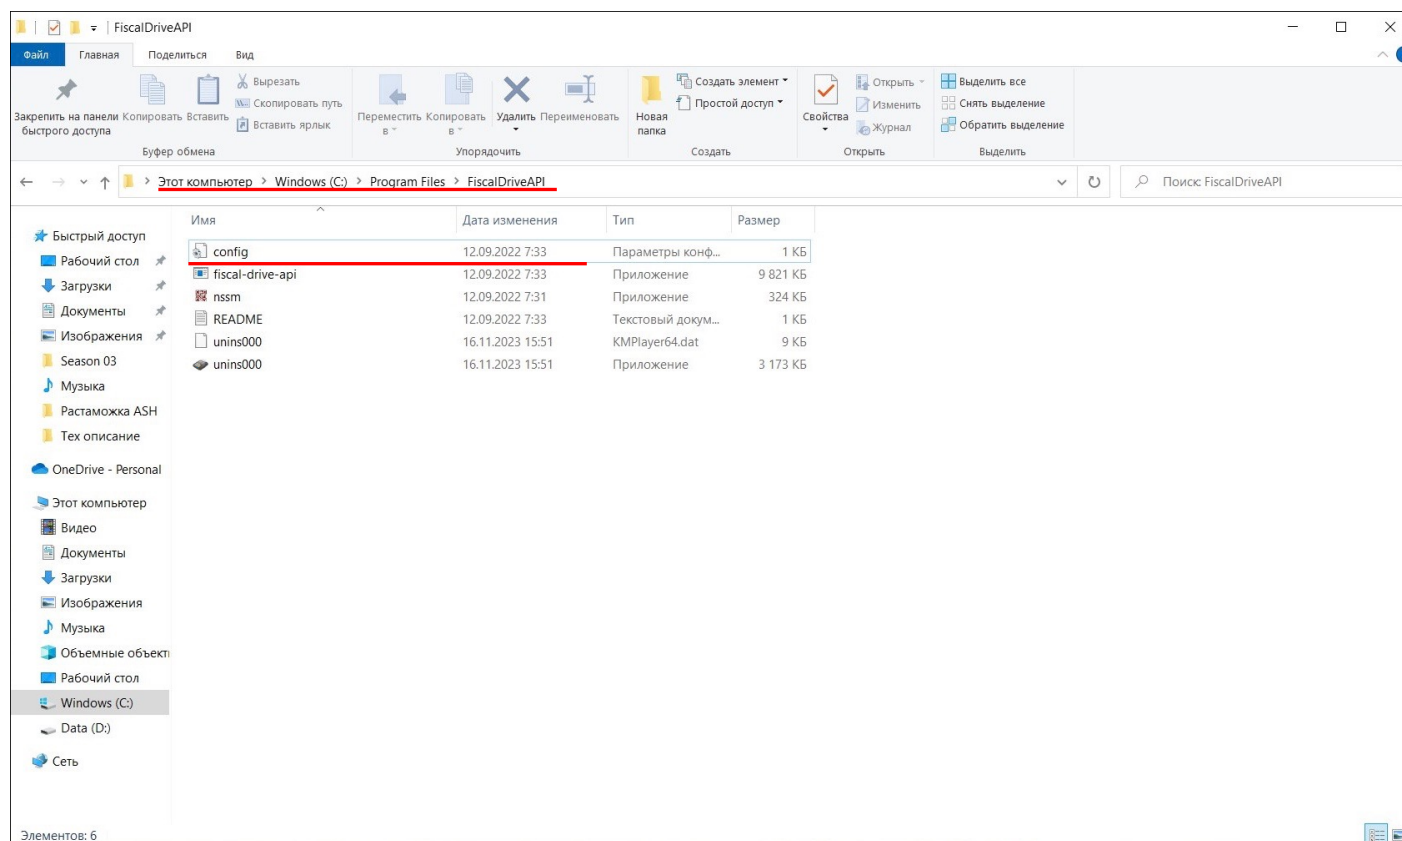 FiscalDriveAPI
Файл Главная Поделиться Вид
Закрепить на панели быстрого доступа
Копировать
Вставить
Вырезать
Скопировать путь
Вставить ярлык
Буфер обмена
Переместить в
Копировать в
Удалить
Переименовать
Упорядочить
Новая папка
Создать элемент
Простой доступ
Создать
Свойства
Открыть
Изменить
Журнал
Открыть
Выделить все
Снять выделение
Обратить выделение
Выделить
Этот компьютер > Windows (C:) > Program Files > FiscalDriveAPI
Поиск: FiscalDriveAPI
Быстрый доступ
Рабочий стол
Загрузки
Документы
Изображения
Season 03
Музыка
Растаможка ASH
Тех описание
OneDrive - Personal
Этот компьютер
Видео
Документы
Загрузки
Изображения
Музыка
Объемные объект
Рабочий стол
Windows (C:)
Data (D:)
Сеть
Имя Дата изменения Тип Размер
config 12.09.2022 7:33 Параметры конф... 1 КБ
fiscal-drive-api 12.09.2022 7:33 Приложение 9 821 КБ
nssm 12.09.2022 7:31 Приложение 324 КБ
README 12.09.2022 7:33 Текстовый докум... 1 КБ
unins000 16.11.2023 15:51 KMPlayer64.dat 9 КБ
unins000 16.11.2023 15:51 Приложение 3 173 КБ
Элементов: 6